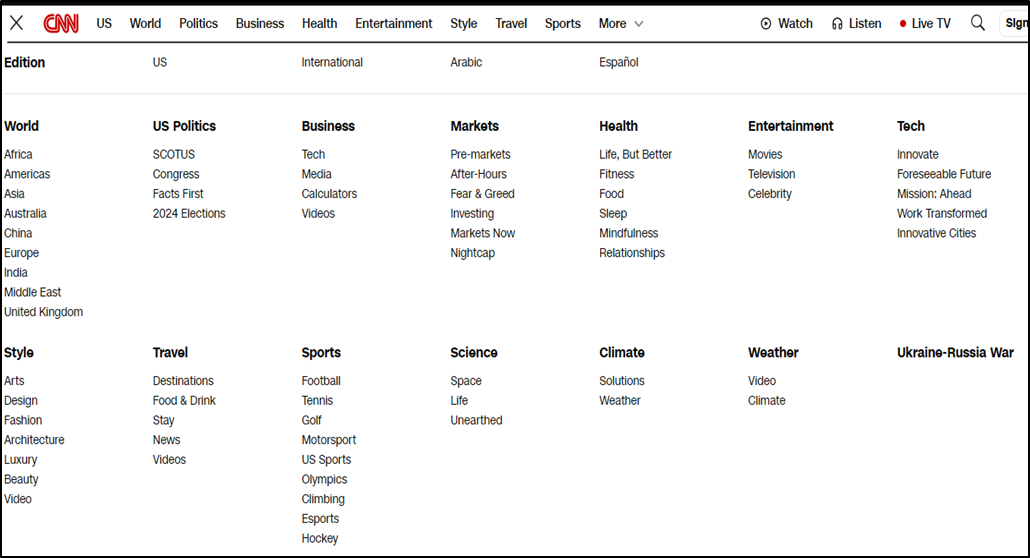 CNN US World Politics Business Health Entertainment Style Travel Sports More Watch Listen Live TV Sign
Edition US International Arabic Español
World
Africa
Americas
Asia
Australia
China
Europe
India
Middle East
United Kingdom
US Politics
SCOTUS
Congress
Facts First
2024 Elections
Business
Tech
Media
Calculators
Videos
Markets
Pre-markets
After-Hours
Fear & Greed
Investing
Markets Now
Nightcap
Health
Life, But Better
Fitness
Food
Sleep
Mindfulness
Relationships
Entertainment
Movies
Television
Celebrity
Tech
Innovate
Foreseeable Future
Mission: Ahead
Work Transformed
Innovative Cities
Style
Arts
Design
Fashion
Architecture
Luxury
Beauty
Video
Travel
Destinations
Food & Drink
Stay
News
Videos
Sports
Football
Tennis
Golf
Motorsport
US Sports
Olympics
Climbing
Esports
Hockey
Science
Space
Life
Unearthed
Climate
Solutions
Weather
Weather
Video
Climate
Ukraine-Russia War